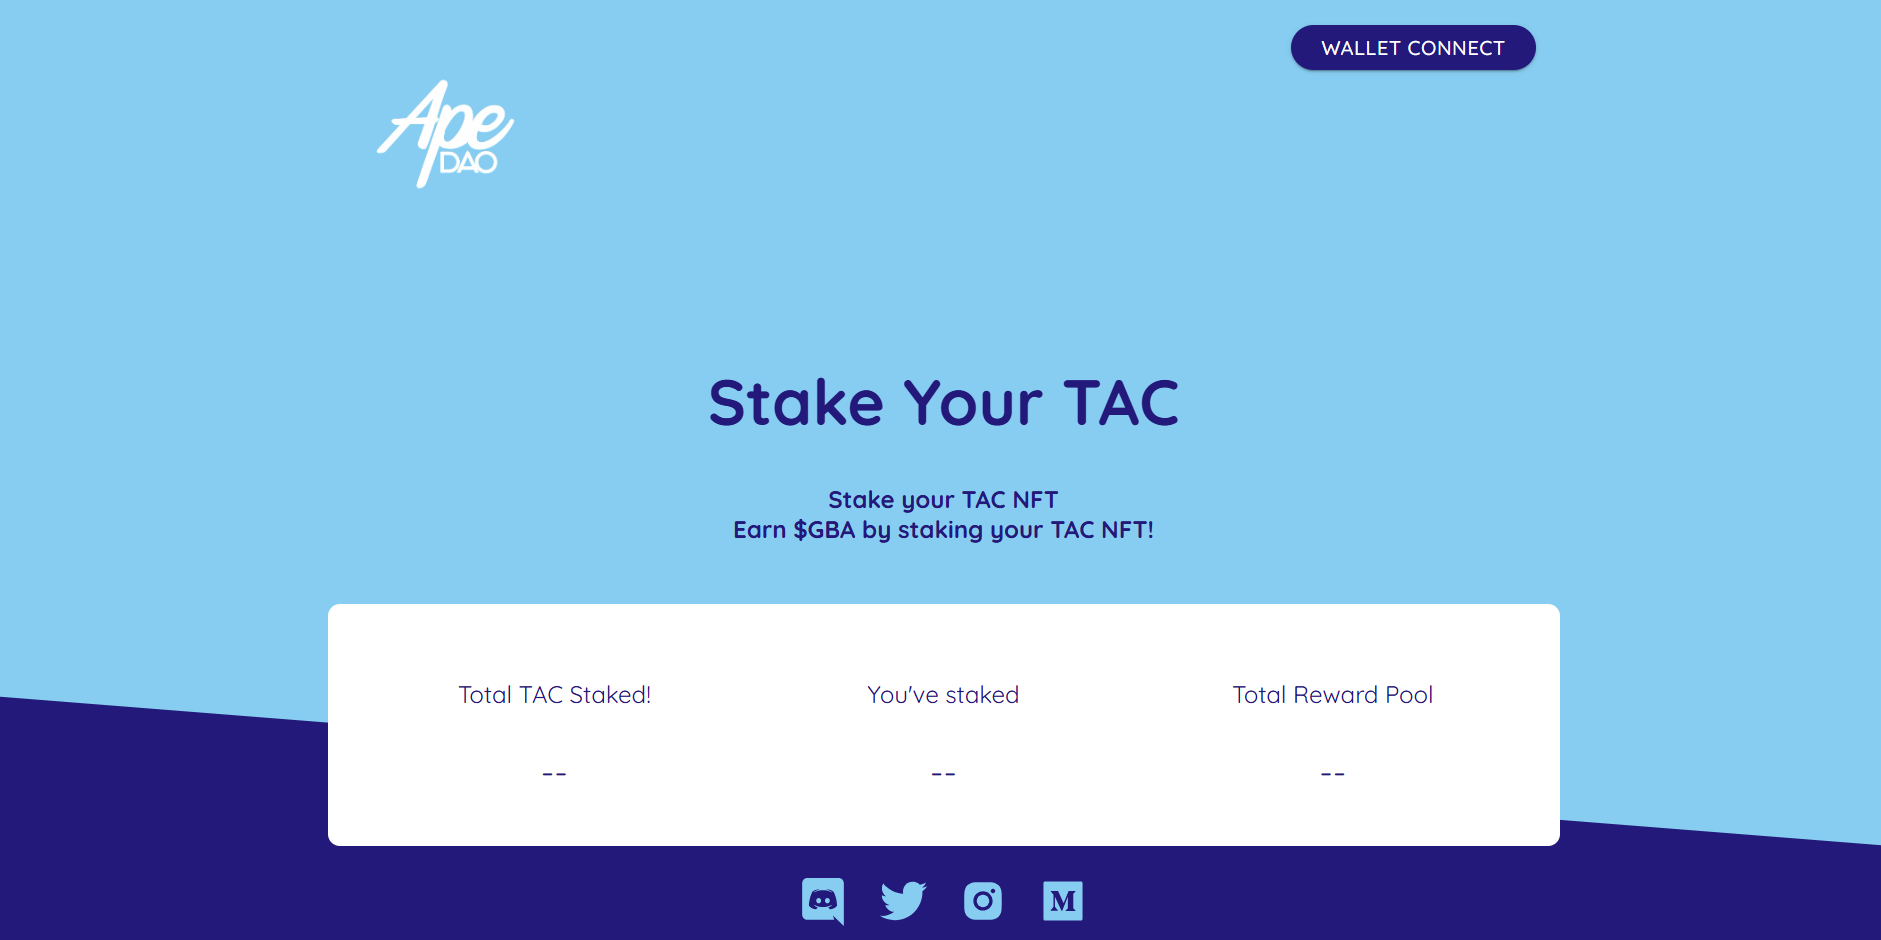 WALLET CONNECT
Ape
DAO
Stake Your TAC
Stake your TAC NFT
Earn $GBA by staking your TAC NFT!
Total TAC Staked!
You've staked
Total Reward Pool
--
--
--
M